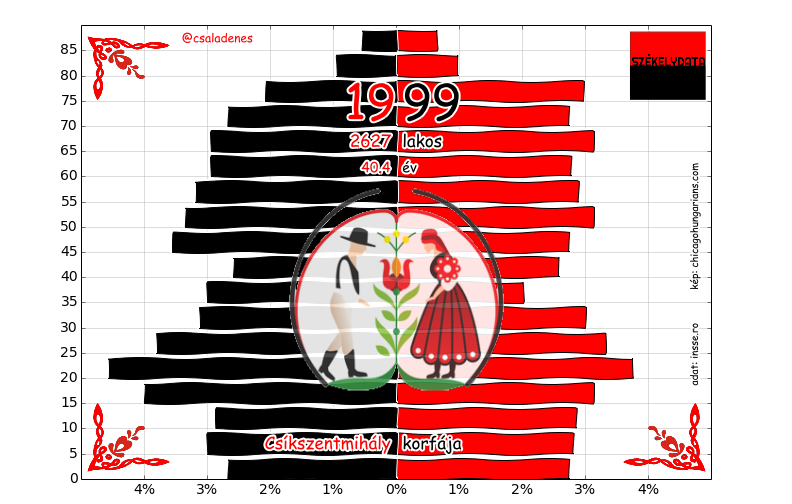 @csaladenes
SZÉKELYDATA
1999
2627 lakos
40.4 év
kép: chicagohungarians.com
adat: insse.ro
Csíkszentmihály korfája
85
80
75
70
65
60
55
50
45
40
35
30
25
20
15
10
5
0
4% 3% 2% 1% 0% 1% 2% 3% 4%